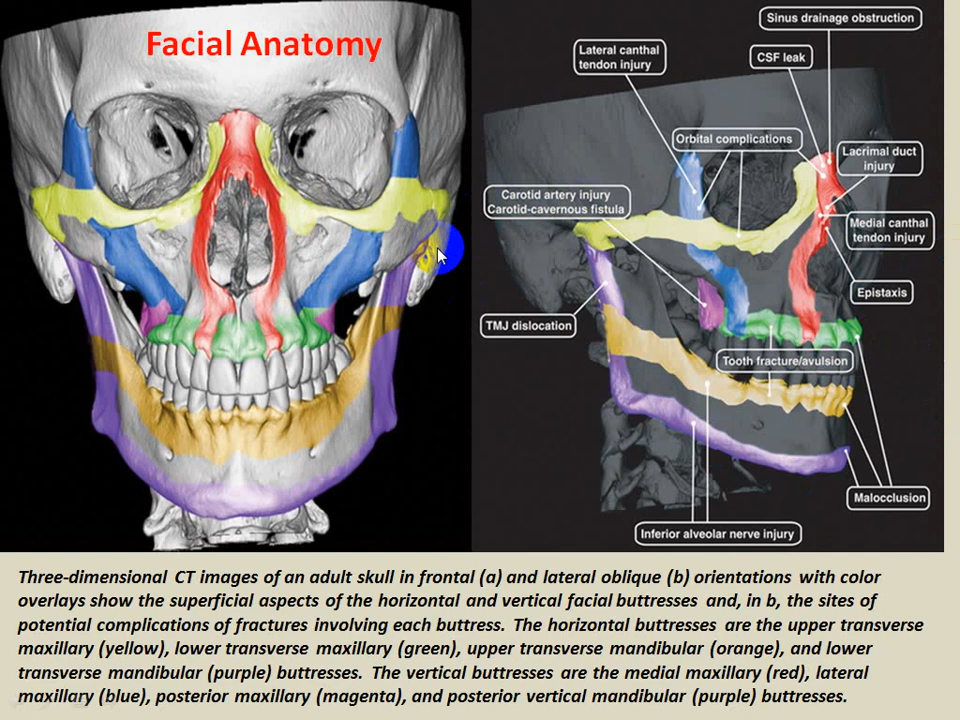 Facial Anatomy
Sinus drainage obstruction
Lateral canthal
tendon injury
CSF leak
Orbital complications
Lacrimal duct
injury
Carotid artery injury
Carotid-cavernous fistula
Medial canthal
tendon injury
Epistaxis
TMJ dislocation
Tooth fracture/avulsion
Malocclusion
Inferior alveolar nerve injury
Three-dimensional CT images of an adult skull in frontal (a) and lateral oblique (b) orientations with color
overlays show the superficial aspects of the horizontal and vertical facial buttresses and, in b, the sites of
potential complications of fractures involving each buttress. The horizontal buttresses are the upper transverse
maxillary (yellow), lower transverse maxillary (green), upper transverse mandibular (orange), and lower
transverse mandibular (purple) buttresses. The vertical buttresses are the medial maxillary (red), lateral
maxillary (blue), posterior maxillary (magenta), and posterior vertical mandibular (purple) buttresses.